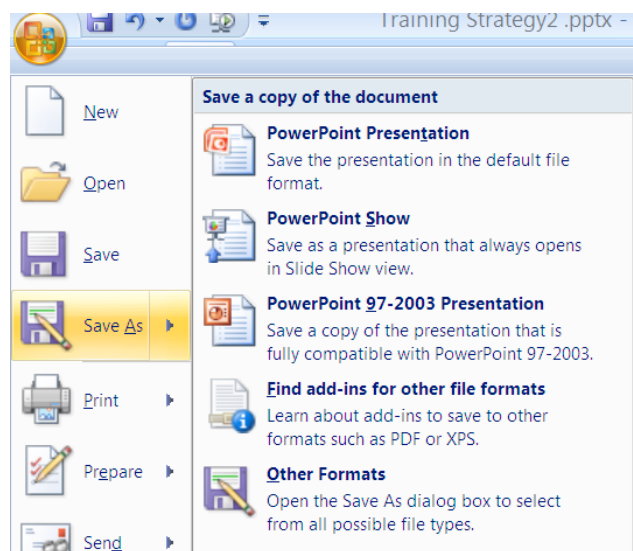 Training Strategy2 .pptx -
New
Open
Save
Save As
Print
Prepare
Send
Save a copy of the document
PowerPoint Presentation
Save the presentation in the default file
format.
PowerPoint Show
Save as a presentation that always opens
in Slide Show view.
PowerPoint 97-2003 Presentation
Save a copy of the presentation that is
fully compatible with PowerPoint 97-2003.
Find add-ins for other file formats
Learn about add-ins to save to other
formats such as PDF or XPS.
Other Formats
Open the Save As dialog box to select
from all possible file types.